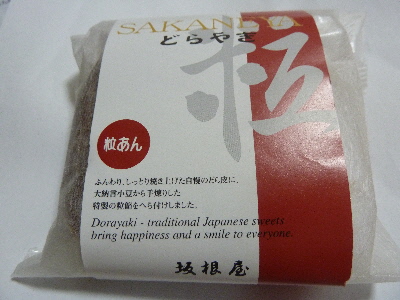 SAKANEYA
どらやき
粒
粒あん
ふんわり、しっとり焼き上げた自慢のどら皮に、
大納言小豆から手煉りした
特製の粒餡をへら付けしました。
Dorayaki - traditional Japanese sweets
bring happiness and a smile to everyone.
坂根屋